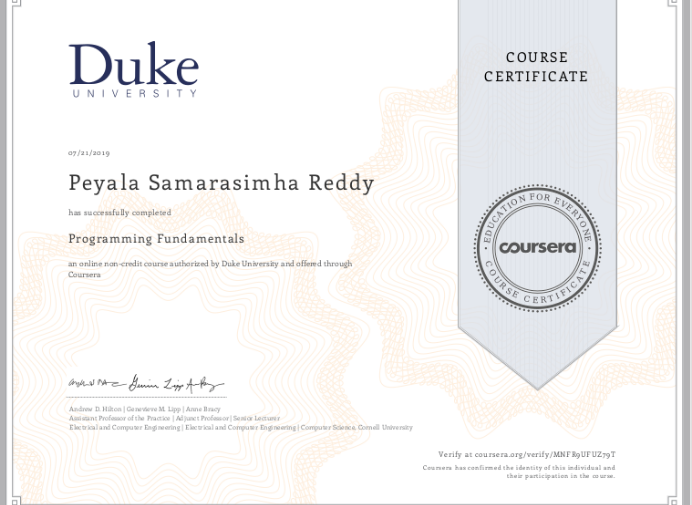 Duke
UNIVERSITY
COURSE
CERTIFICATE
07/21/2019
Peyala Samarasimha Reddy
has successfully completed
Programming Fundamentals
an online non-credit course authorized by Duke University and offered through
Coursera
EDUCATION FOR EVERYONE
coursera
COURSE CERTIFICATE
Andrew D. Hilton | Genevieve M. Lipp | Anne Bracy
Assistant Professor of the Practice | Adjunct Professor | Senior Lecturer
Electrical and Computer Engineering | Electrical and Computer Engineering | Computer Science, Cornell University
Verify at coursera.org/verify/MNFR9UFUZ79T
Coursera has confirmed the identity of this individual and
their participation in the course.